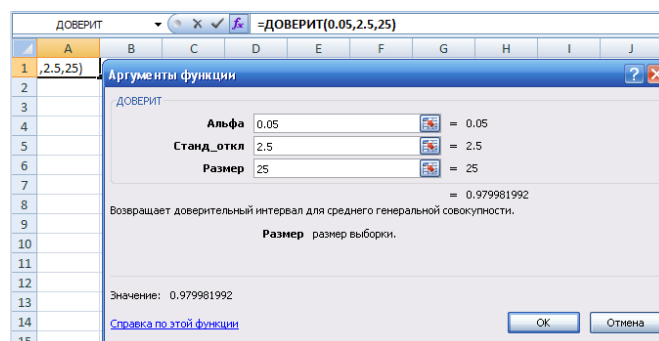 ДОВЕРИТ fx =ДОВЕРИТ(0.05,2.5,25)
A B C D E F G H I J
1 ,2.5,25)
Аргументы функции
2
3
ДОВЕРИТ
4
Альфа 0.05 = 0.05
5
Станд_откл 2.5 = 2.5
6
Размер 25 = 25
7
= 0.979981992
8
Возвращает доверительный интервал для среднего генеральной совокупности.
9
Размер размер выборки.
10
11
12
Значение: 0.979981992
13
14
Справка по этой функции OK Отмена
15